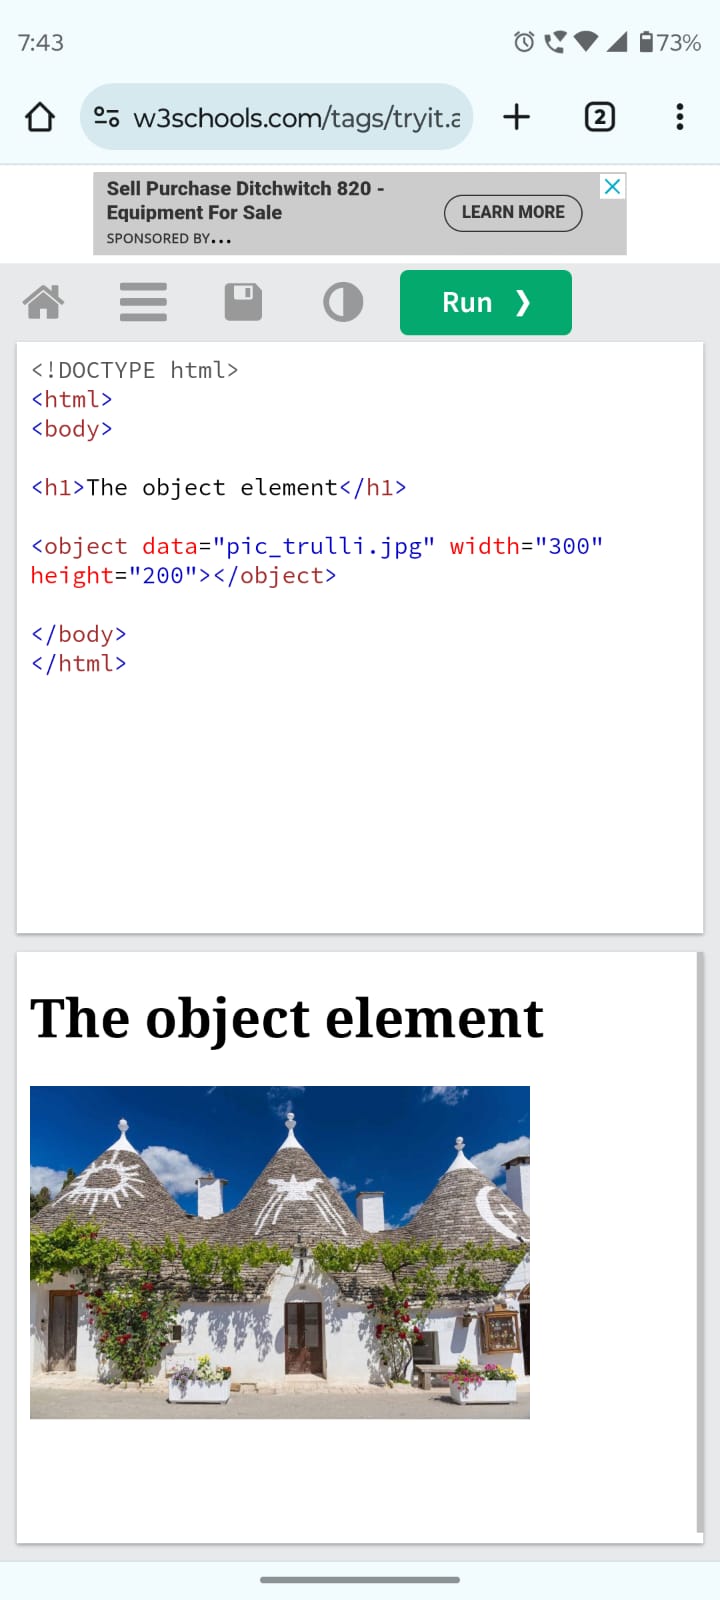 7:43
73%
w3schools.com/tags/tryit.a
2
Sell Purchase Ditchwitch 820 -
Equipment For Sale
SPONSORED BY...
LEARN MORE
Run ❯
<!DOCTYPE html>
<html>
<body>
<h1>The object element</h1>
<object data="pic_trulli.jpg" width="300"
height="200"></object>
</body>
</html>
The object element